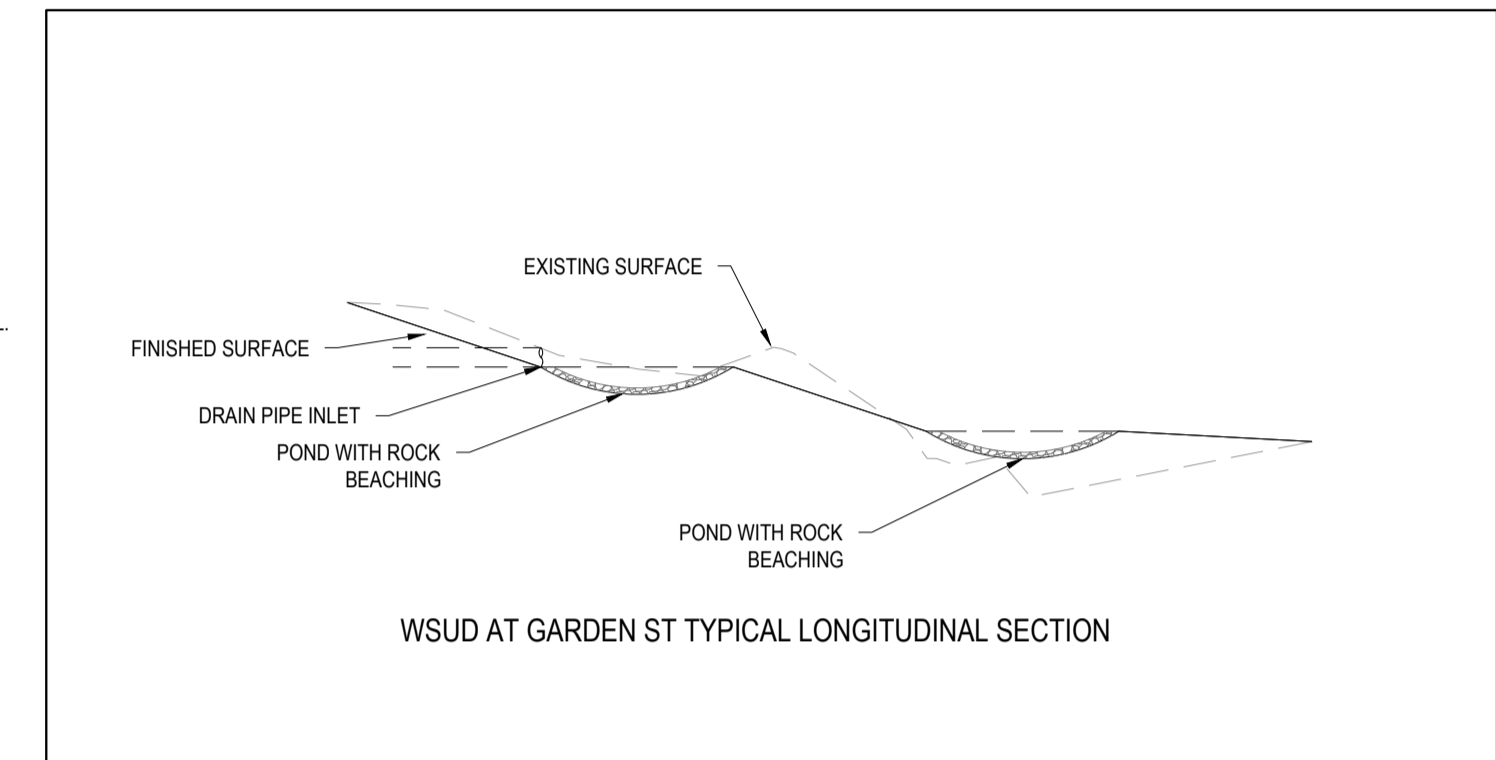 EXISTING SURFACE
FINISHED SURFACE
DRAIN PIPE INLET
POND WITH ROCK
BEACHING
POND WITH ROCK
BEACHING
WSUD AT GARDEN ST TYPICAL LONGITUDINAL SECTION